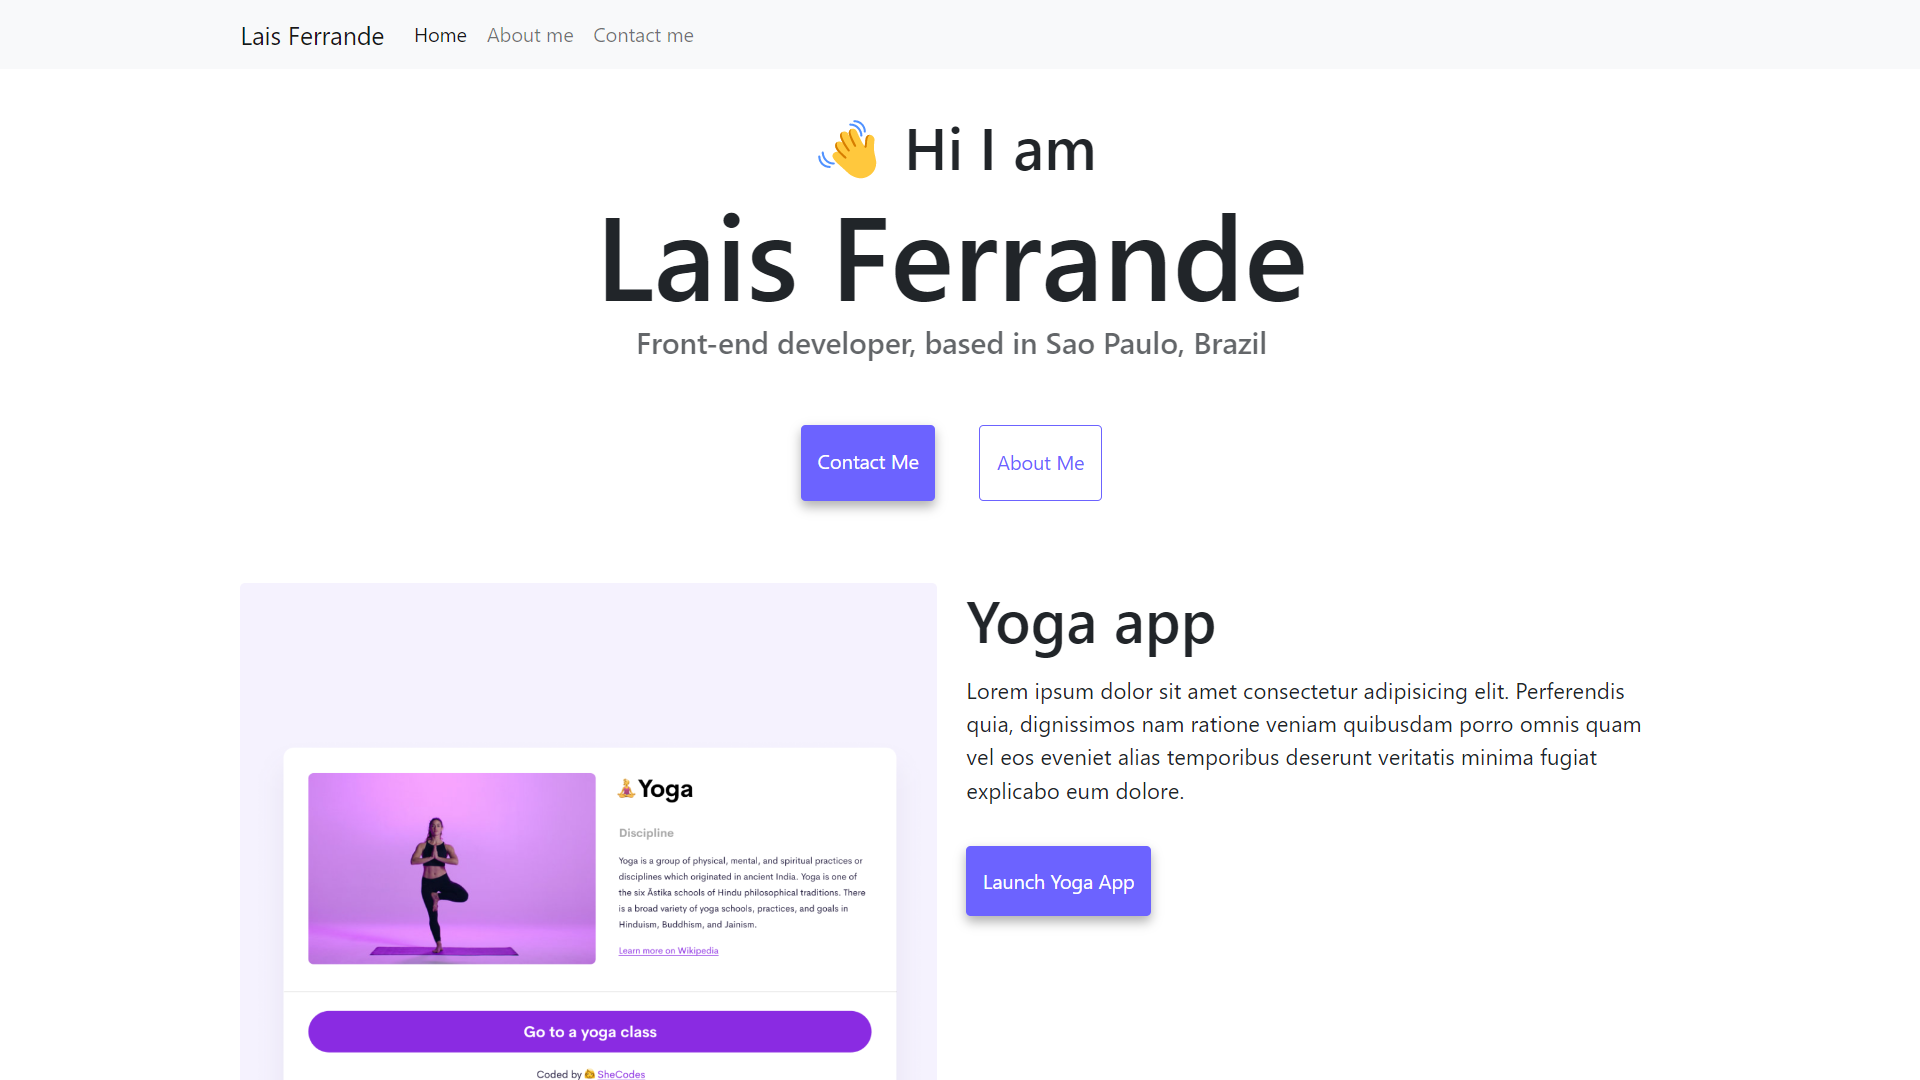 Lais Ferrande Home About me Contact me
Hi I am
Lais Ferrande
Front-end developer, based in Sao Paulo, Brazil
Contact Me About Me
Yoga app
Lorem ipsum dolor sit amet consectetur adipisicing elit. Perferendis
quia, dignissimos nam ratione veniam quibusdam porro omnis quam
vel eos eveniet alias temporibus deserunt veritatis minima fugiat
explicabo eum dolore.
Launch Yoga App
Yoga
Discipline
Yoga is a group of physical, mental, and spiritual practices or
disciplines which originated in ancient India. Yoga is one of
the six Āstika schools of Hindu philosophical traditions. There
is a broad variety of yoga schools, practices, and goals in
Hinduism, Buddhism, and Jainism.
Learn more on Wikipedia
Go to a yoga class
Coded by SheCodes